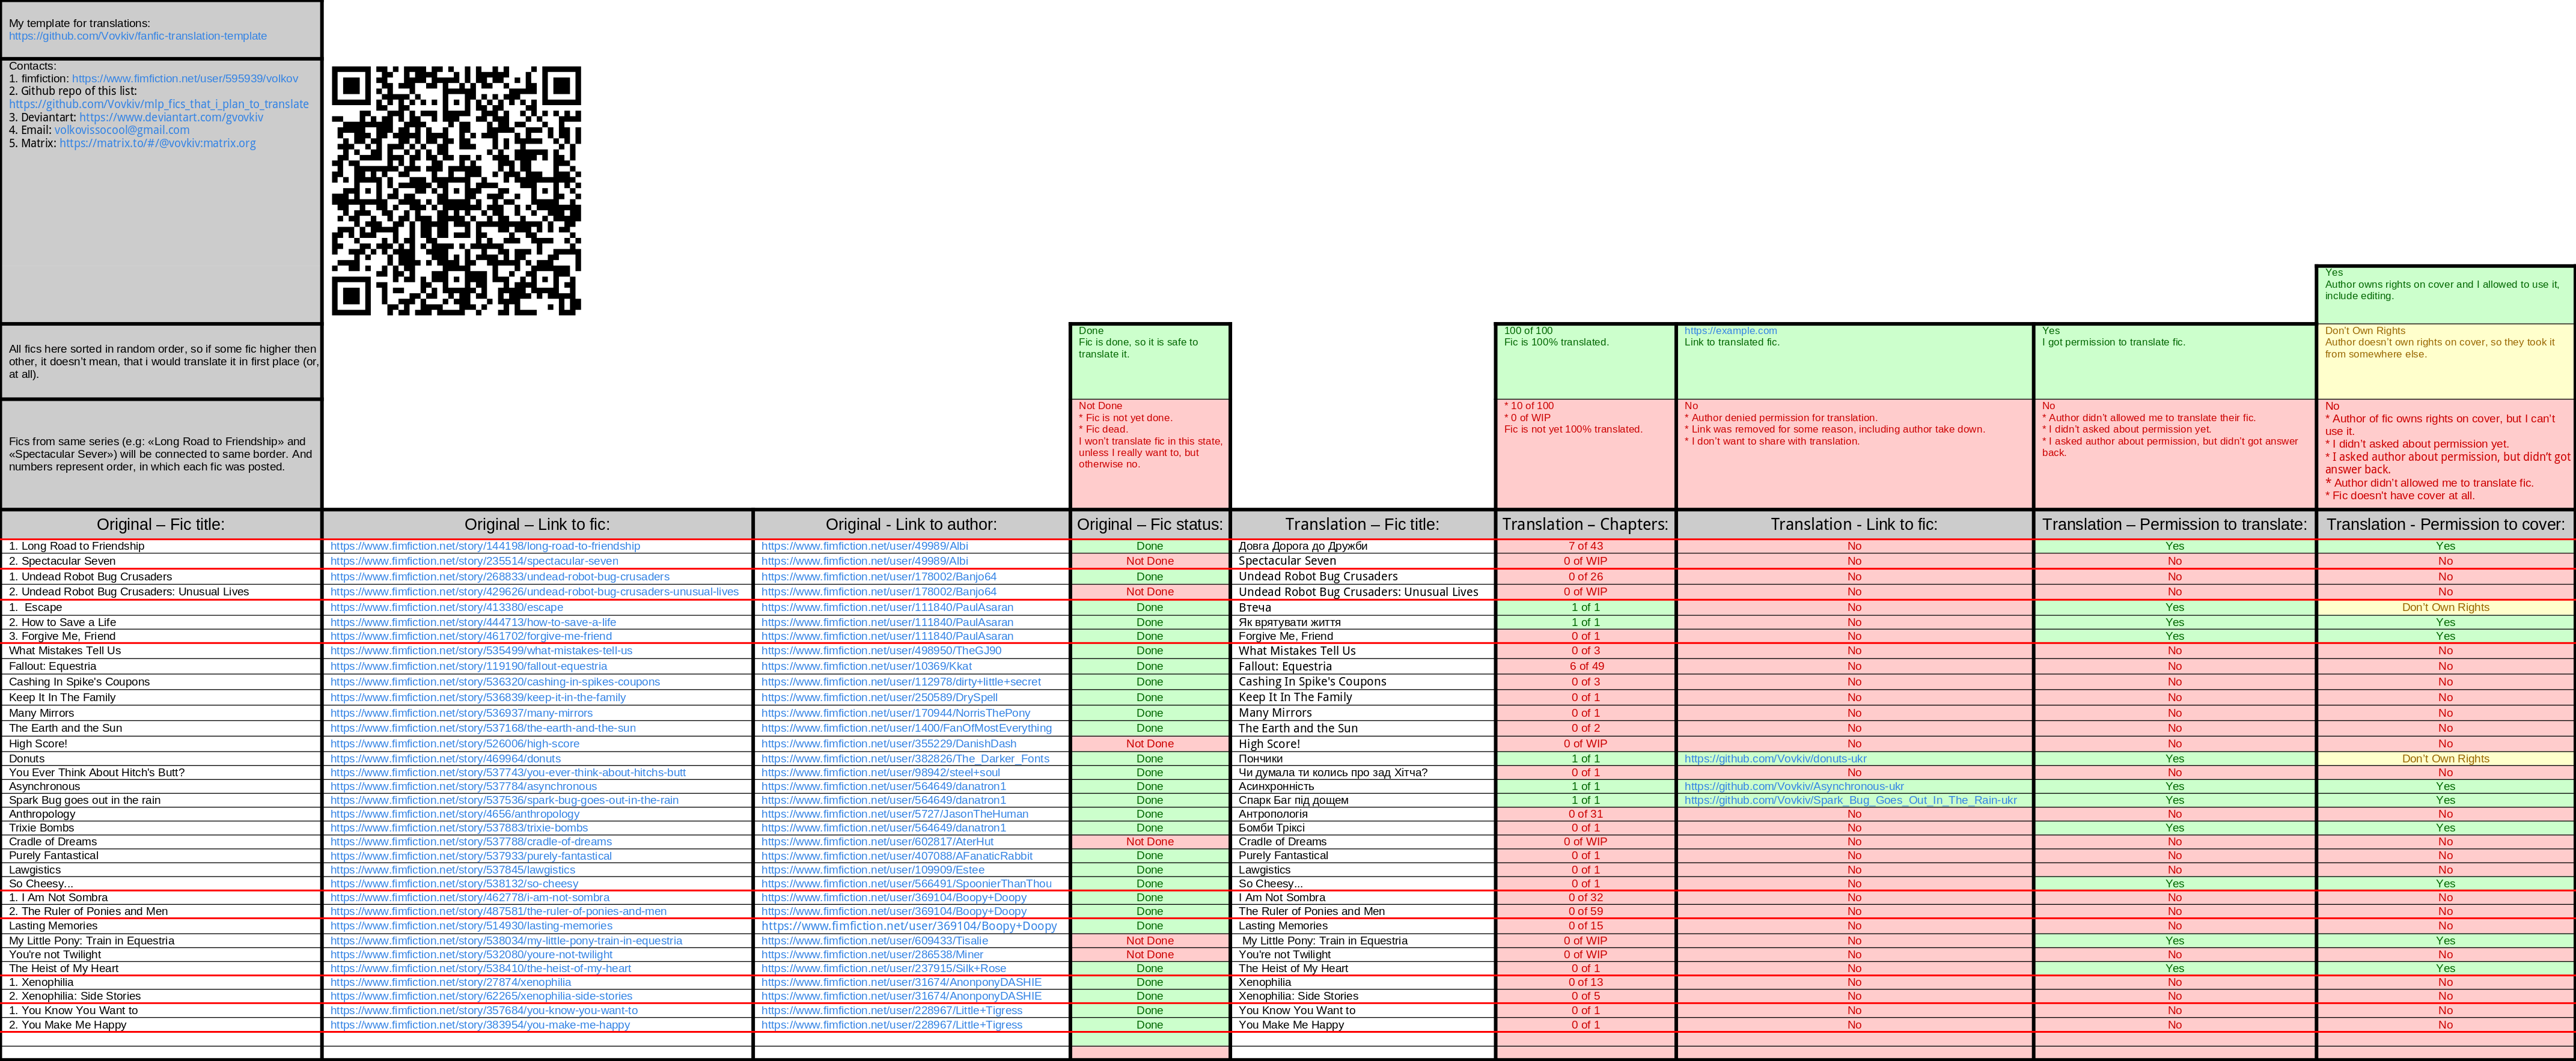 My template for translations:
https://github.com/Vovkiv/fanfic-translation-template
Contacts:
1. fimfiction: https://www.fimfiction.net/user/595939/volkov
2. Github repo of this list:
https://github.com/Vovkiv/mlp_fics_that_i_plan_to_translate
3. Deviantart: https://www.deviantart.com/gvovkiv
4. Email: volkovissocool@gmail.com
5. Matrix: https://matrix.to/#/@vovkiv:matrix.org
All fics here sorted in random order, so if some fic higher then
other, it doesn't mean, that i would translate it in first place (or,
at all).
Fics from same series (e.g: «Long Road to Friendship» and
«Spectacular Sever») will be connected to same border. And
numbers represent order, in which each fic was posted.
Done
Fic is done, so it is safe to
translate it.
Not Done
* Fic is not yet done.
* Fic dead.
I won't translate fic in this state,
unless I really want to, but
otherwise no.
100 of 100
Fic is 100% translated.
* 10 of 100
* 0 of WIP
Fic is not yet 100% translated.
https://example.com
Link to translated fic.
No
* Author denied permission for translation.
* Link was removed for some reason, including author take down.
* I don't want to share with translation.
Yes
I got permission to translate fic.
No
* Author didn't allowed me to translate their fic.
* I didn't asked about permission yet.
* I asked author about permission, but didn't got answer
back.
Yes
Author owns rights on cover and I allowed to use it,
include editing.
Don't Own Rights
Author doesn't own rights on cover, so they took it
from somewhere else.
No
* Author of fic owns rights on cover, but I can't
use it.
* I didn't asked about permission yet.
* I asked author about permission, but didn't got
answer back.
* Author didn't allowed me to translate fic.
* Fic doesn't have cover at all.
Original – Fic title: Original – Link to fic: Original - Link to author: Original – Fic status: Translation – Fic title: Translation – Chapters: Translation - Link to fic: Translation – Permission to translate: Translation - Permission to cover:
1. Long Road to Friendship https://www.fimfiction.net/story/144198/long-road-to-friendship https://www.fimfiction.net/user/49989/Albi Done Довга Дорога до Дружби 7 of 43 No Yes Yes
2. Spectacular Seven https://www.fimfiction.net/story/235514/spectacular-seven https://www.fimfiction.net/user/49989/Albi Not Done Spectacular Seven 0 of WIP No No No
1. Undead Robot Bug Crusaders https://www.fimfiction.net/story/268833/undead-robot-bug-crusaders https://www.fimfiction.net/user/178002/Banjo64 Done Undead Robot Bug Crusaders 0 of 26 No No No
2. Undead Robot Bug Crusaders: Unusual Lives https://www.fimfiction.net/story/429626/undead-robot-bug-crusaders-unusual-lives https://www.fimfiction.net/user/178002/Banjo64 Not Done Undead Robot Bug Crusaders: Unusual Lives 0 of WIP No No No
1. Escape https://www.fimfiction.net/story/413380/escape https://www.fimfiction.net/user/111840/PaulAsaran Done Втеча 1 of 1 No Yes Don't Own Rights
2. How to Save a Life https://www.fimfiction.net/story/444713/how-to-save-a-life https://www.fimfiction.net/user/111840/PaulAsaran Done Як врятувати життя 1 of 1 No Yes Yes
3. Forgive Me, Friend https://www.fimfiction.net/story/461702/forgive-me-friend https://www.fimfiction.net/user/111840/PaulAsaran Done Forgive Me, Friend 0 of 1 No Yes Yes
What Mistakes Tell Us https://www.fimfiction.net/story/535499/what-mistakes-tell-us https://www.fimfiction.net/user/498950/TheGJ90 Done What Mistakes Tell Us 0 of 3 No No No
Fallout: Equestria https://www.fimfiction.net/story/119190/fallout-equestria https://www.fimfiction.net/user/10369/Kkat Done Fallout: Equestria 6 of 49 No No No
Cashing In Spike's Coupons https://www.fimfiction.net/story/536320/cashing-in-spikes-coupons https://www.fimfiction.net/user/112978/dirty+little+secret Done Cashing In Spike's Coupons 0 of 3 No No No
Keep It In The Family https://www.fimfiction.net/story/536839/keep-it-in-the-family https://www.fimfiction.net/user/250589/DrySpell Done Keep It In The Family 0 of 1 No No No
Many Mirrors https://www.fimfiction.net/story/536937/many-mirrors https://www.fimfiction.net/user/170944/NorrisThePony Done Many Mirrors 0 of 1 No No No
The Earth and the Sun https://www.fimfiction.net/story/537168/the-earth-and-the-sun https://www.fimfiction.net/user/1400/FanOfMostEverything Done The Earth and the Sun 0 of 2 No No No
High Score! https://www.fimfiction.net/story/526006/high-score https://www.fimfiction.net/user/355229/DanishDash Not Done High Score! 0 of WIP No No No
Donuts https://www.fimfiction.net/story/469964/donuts https://www.fimfiction.net/user/382826/The_Darker_Fonts Done Пончики 1 of 1 https://github.com/Vovkiv/donuts-ukr Yes Don't Own Rights
You Ever Think About Hitch's Butt? https://www.fimfiction.net/story/537743/you-ever-think-about-hitchs-butt https://www.fimfiction.net/user/98942/steel+soul Done Чи думала ти колись про зад Хітча? 0 of 1 No No No
Asynchronous https://www.fimfiction.net/story/537784/asynchronous https://www.fimfiction.net/user/564649/danatron1 Done Асинхронність 1 of 1 https://github.com/Vovkiv/Asynchronous-ukr Yes Yes
Spark Bug goes out in the rain https://www.fimfiction.net/story/537536/spark-bug-goes-out-in-the-rain https://www.fimfiction.net/user/564649/danatron1 Done Спарк Баг під дощем 1 of 1 https://github.com/Vovkiv/Spark_Bug_Goes_Out_In_The_Rain-ukr Yes Yes
Anthropology https://www.fimfiction.net/story/4656/anthropology https://www.fimfiction.net/user/5727/JasonTheHuman Done Антропологія 0 of 31 No No No
Trixie Bombs https://www.fimfiction.net/story/537883/trixie-bombs https://www.fimfiction.net/user/564649/danatron1 Done Бомби Тріксі 0 of 1 No Yes Yes
Cradle of Dreams https://www.fimfiction.net/story/537788/cradle-of-dreams https://www.fimfiction.net/user/602817/AterHut Not Done Cradle of Dreams 0 of WIP No No No
Purely Fantastical https://www.fimfiction.net/story/537933/purely-fantastical https://www.fimfiction.net/user/407088/AFanaticRabbit Done Purely Fantastical 0 of 1 No No No
Lawgistics https://www.fimfiction.net/story/537845/lawgistics https://www.fimfiction.net/user/109909/Estee Done Lawgistics 0 of 1 No No No
So Cheesy... https://www.fimfiction.net/story/538132/so-cheesy https://www.fimfiction.net/user/566491/SpoonierThanThou Done So Cheesy... 0 of 1 No Yes Yes
1. I Am Not Sombra https://www.fimfiction.net/story/462778/i-am-not-sombra https://www.fimfiction.net/user/369104/Boopy+Doopy Done I Am Not Sombra 0 of 32 No No No
2. The Ruler of Ponies and Men https://www.fimfiction.net/story/487581/the-ruler-of-ponies-and-men https://www.fimfiction.net/user/369104/Boopy+Doopy Done The Ruler of Ponies and Men 0 of 59 No No No
Lasting Memories https://www.fimfiction.net/story/514930/lasting-memories https://www.fimfiction.net/user/369104/Boopy+Doopy Done Lasting Memories 0 of 15 No No No
My Little Pony: Train in Equestria https://www.fimfiction.net/story/538034/my-little-pony-train-in-equestria https://www.fimfiction.net/user/609433/Tisalie Not Done My Little Pony: Train in Equestria 0 of WIP No Yes Yes
You're not Twilight https://www.fimfiction.net/story/532080/youre-not-twilight https://www.fimfiction.net/user/286538/Miner Not Done You're not Twilight 0 of WIP No No No
The Heist of My Heart https://www.fimfiction.net/story/538410/the-heist-of-my-heart https://www.fimfiction.net/user/237915/Silk+Rose Done The Heist of My Heart 0 of 1 No Yes Yes
1. Xenophilia https://www.fimfiction.net/story/27874/xenophilia https://www.fimfiction.net/user/31674/AnonponyDASHIE Done Xenophilia 0 of 13 No No No
2. Xenophilia: Side Stories https://www.fimfiction.net/story/62265/xenophilia-side-stories https://www.fimfiction.net/user/31674/AnonponyDASHIE Done Xenophilia: Side Stories 0 of 5 No No No
1. You Know You Want to https://www.fimfiction.net/story/357684/you-know-you-want-to https://www.fimfiction.net/user/228967/Little+Tigress Done You Know You Want to 0 of 1 No No No
2. You Make Me Happy https://www.fimfiction.net/story/383954/you-make-me-happy https://www.fimfiction.net/user/228967/Little+Tigress Done You Make Me Happy 0 of 1 No No No